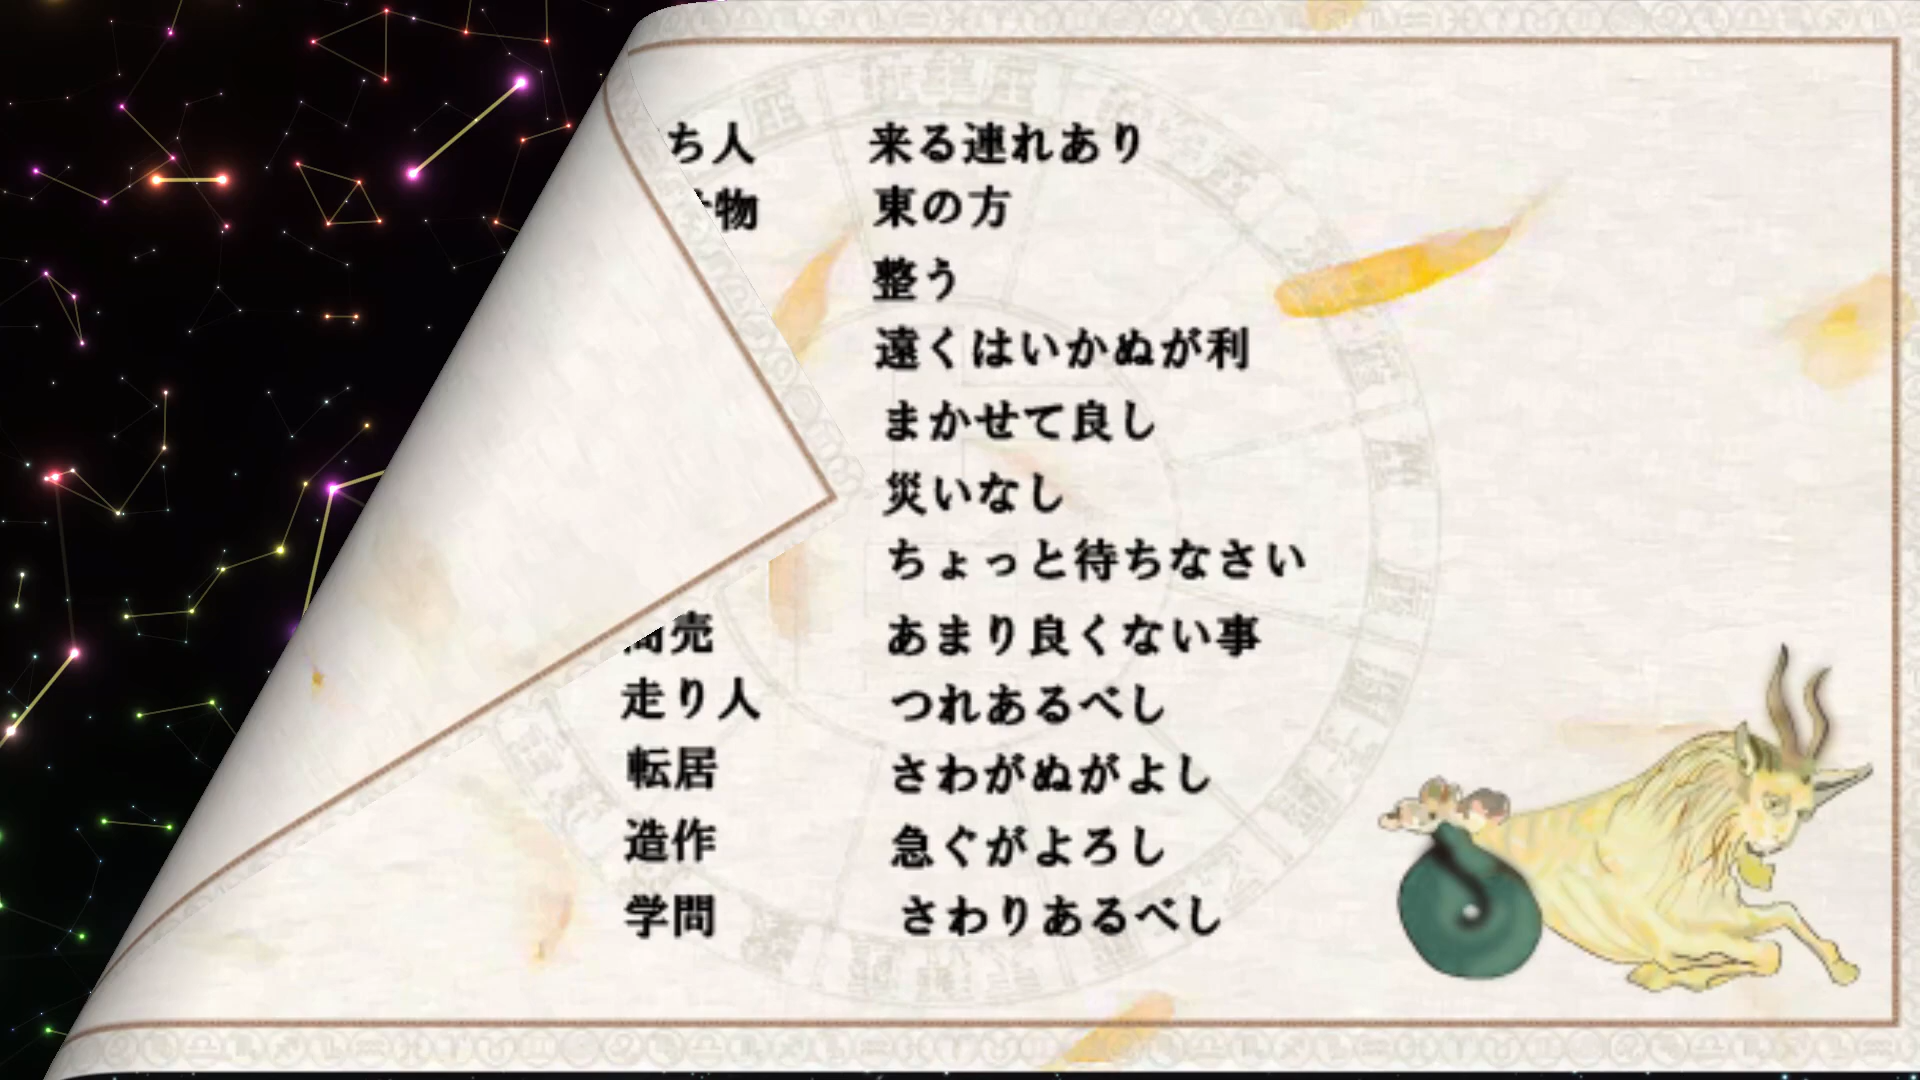 ち人 来る連れあり
物 東の方
整う
遠くはいかぬが利
まかせて良し
災いなし
ちょっと待ちなさい
商売 あまり良くない事
走り人 つれあるべし
転居 さわがぬがよし
造作 急ぐがよろし
学問 さわりあるべし